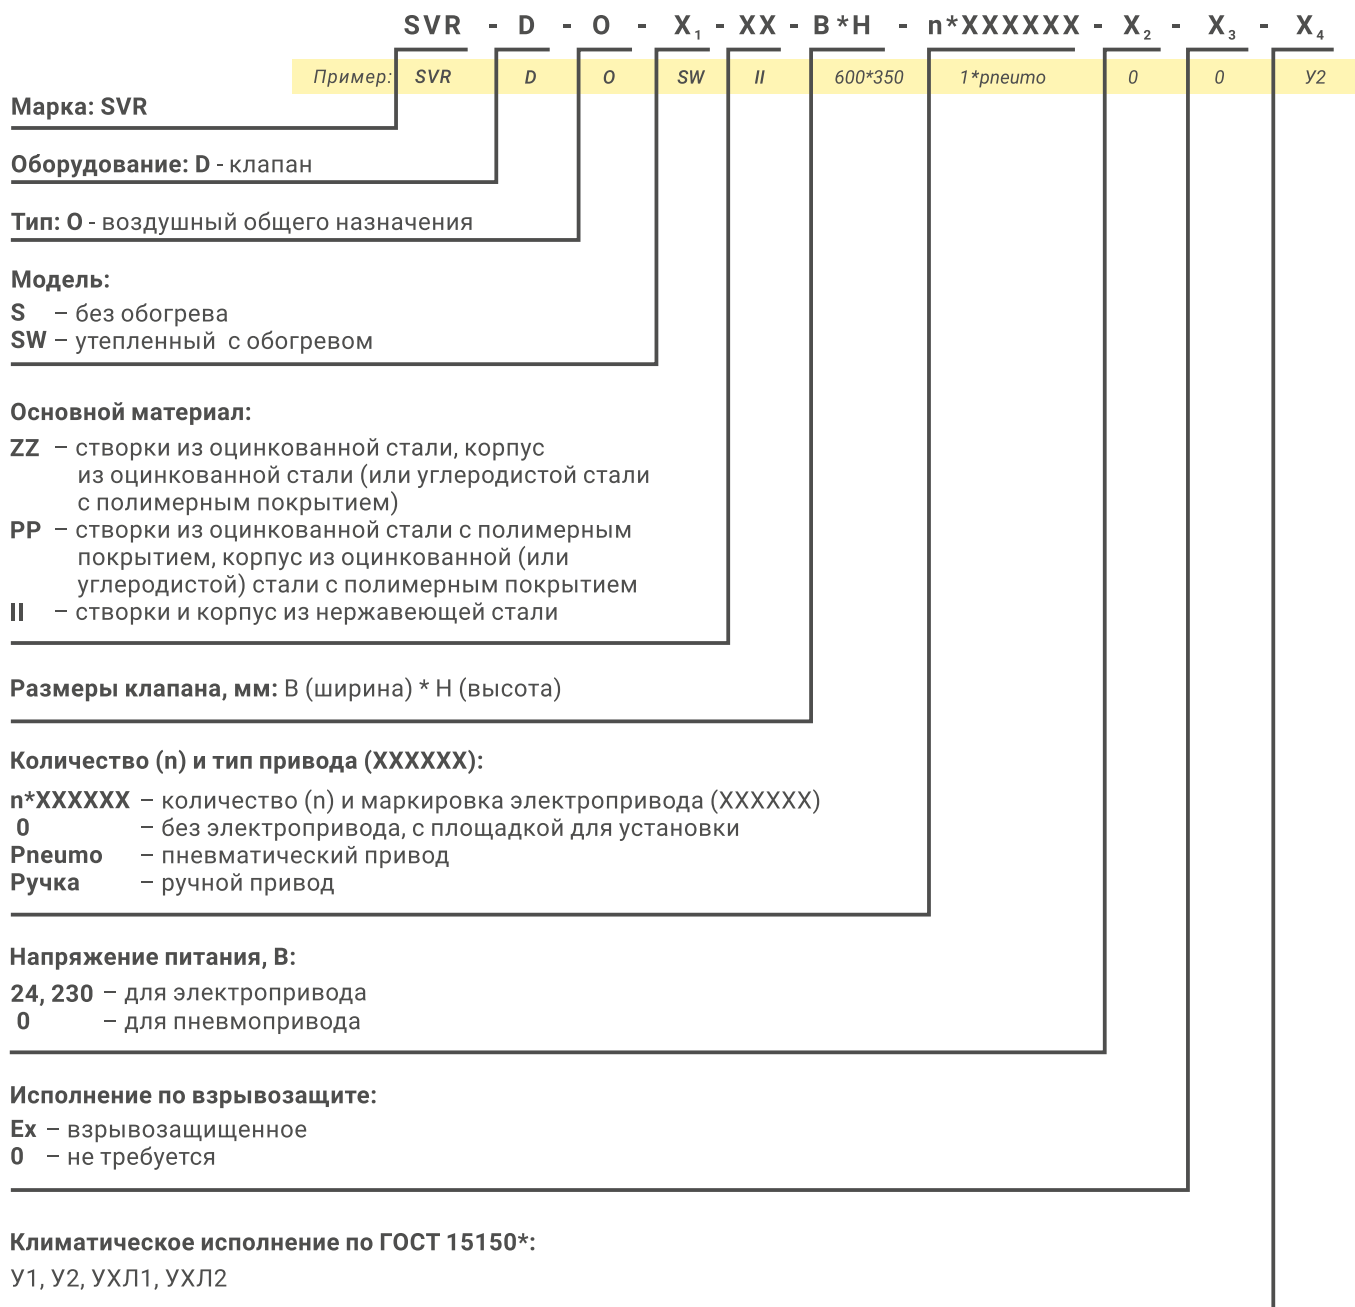 SVR - D - O - X₁ - XX - B*H - n*XXXXXX - X₂ - X₃ - X₄
Пример: SVR D O SW II 600*350 1*pneumo 0 0 У2
Марка: SVR
Оборудование: D - клапан
Тип: O - воздушный общего назначения
Модель:
S – без обогрева
SW – утепленный с обогревом
Основной материал:
ZZ – створки из оцинкованной стали, корпус
из оцинкованной стали (или углеродистой стали
с полимерным покрытием)
PP – створки из оцинкованной стали с полимерным
покрытием, корпус из оцинкованной (или
углеродистой) стали с полимерным покрытием
II – створки и корпус из нержавеющей стали
Размеры клапана, мм: B (ширина) * H (высота)
Количество (n) и тип привода (XXXXXX):
n*XXXXXX – количество (n) и маркировка электропривода (XXXXXX)
0 – без электропривода, с площадкой для установки
Pneumo – пневматический привод
Ручка – ручной привод
Напряжение питания, В:
24, 230 – для электропривода
0 – для пневмопривода
Исполнение по взрывозащите:
Ex – взрывозащищенное
0 – не требуется
Климатическое исполнение по ГОСТ 15150*:
У1, У2, УХЛ1, УХЛ2